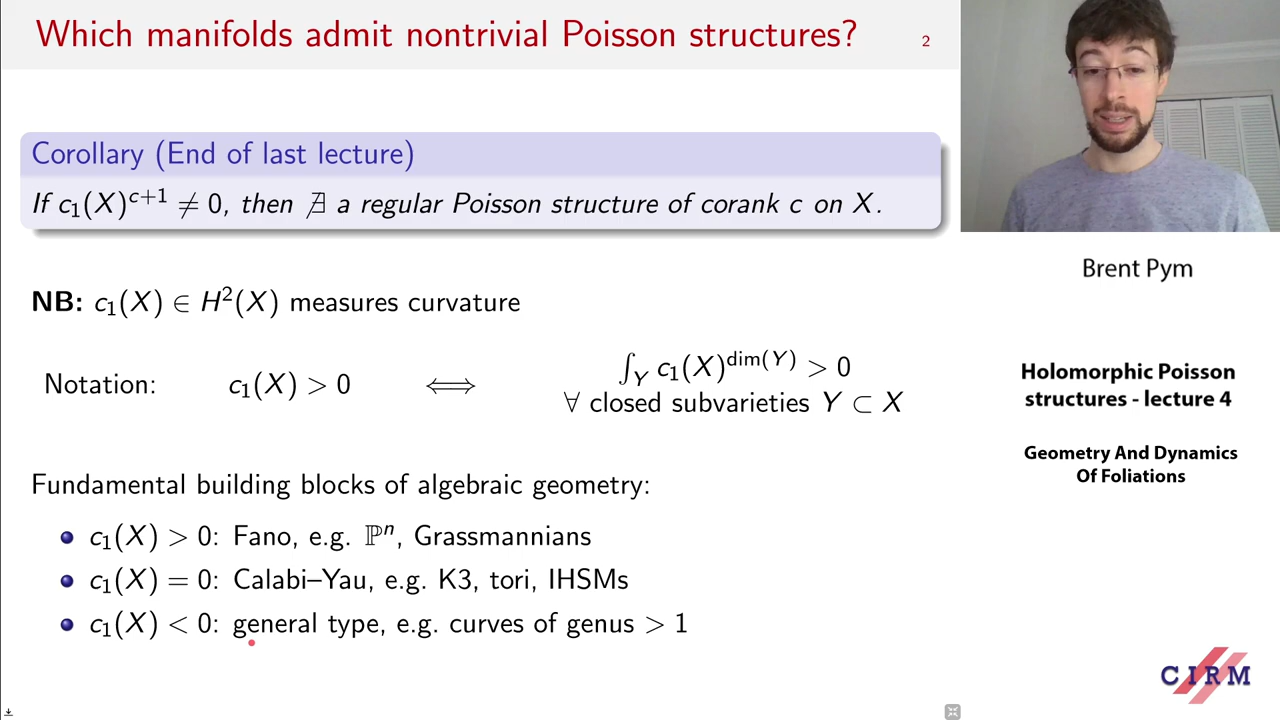 Which manifolds admit nontrivial Poisson structures?
2
Corollary (End of last lecture)
If c₁(X)ᶜ⁺¹ ≠ 0, then ∄ a regular Poisson structure of corank c on X.
NB: c₁(X) ∈ H²(X) measures curvature
Notation: c₁(X) > 0 ⟺ ∫_Y c₁(X)^{dim(Y)} > 0
∀ closed subvarieties Y ⊂ X
Fundamental building blocks of algebraic geometry:
• c₁(X) > 0: Fano, e.g. ℙⁿ, Grassmannians
• c₁(X) = 0: Calabi–Yau, e.g. K3, tori, IHSMs
• c₁(X) < 0: general type, e.g. curves of genus > 1
Brent Pym
Holomorphic Poisson
structures - lecture 4
Geometry And Dynamics
Of Foliations
CIRM